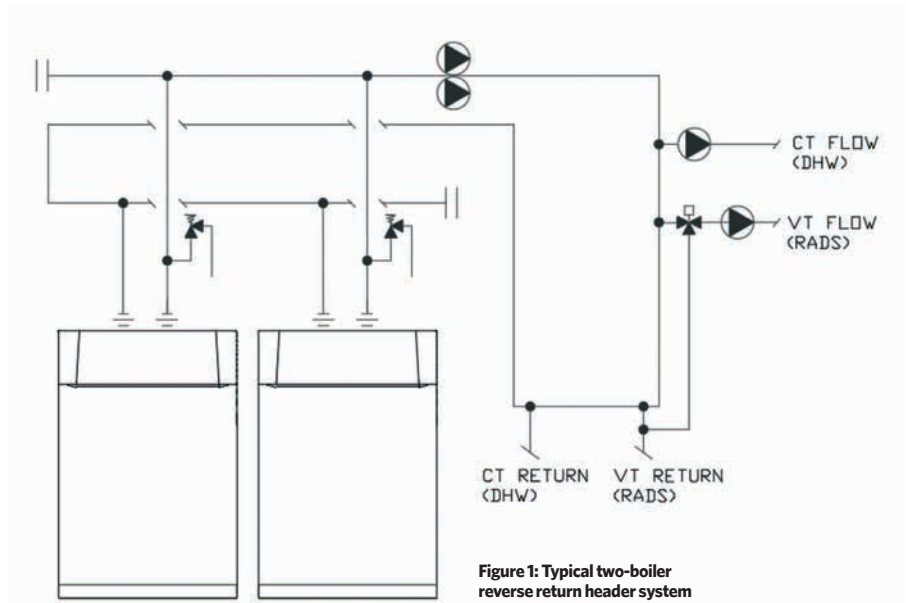 CT FLOW
(DHW)
VT FLOW
(RADS)
CT RETURN
(DHW)
VT RETURN
(RADS)
Figure 1: Typical two-boiler
reverse return header system